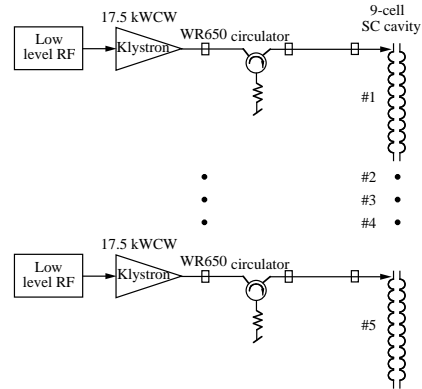 9-cell
SC cavity
17.5 kWCW
Low
level RF
Klystron
WR650 circulator
#1
#2
#3
#4
17.5 kWCW
Low
level RF
Klystron
WR650 circulator
#5